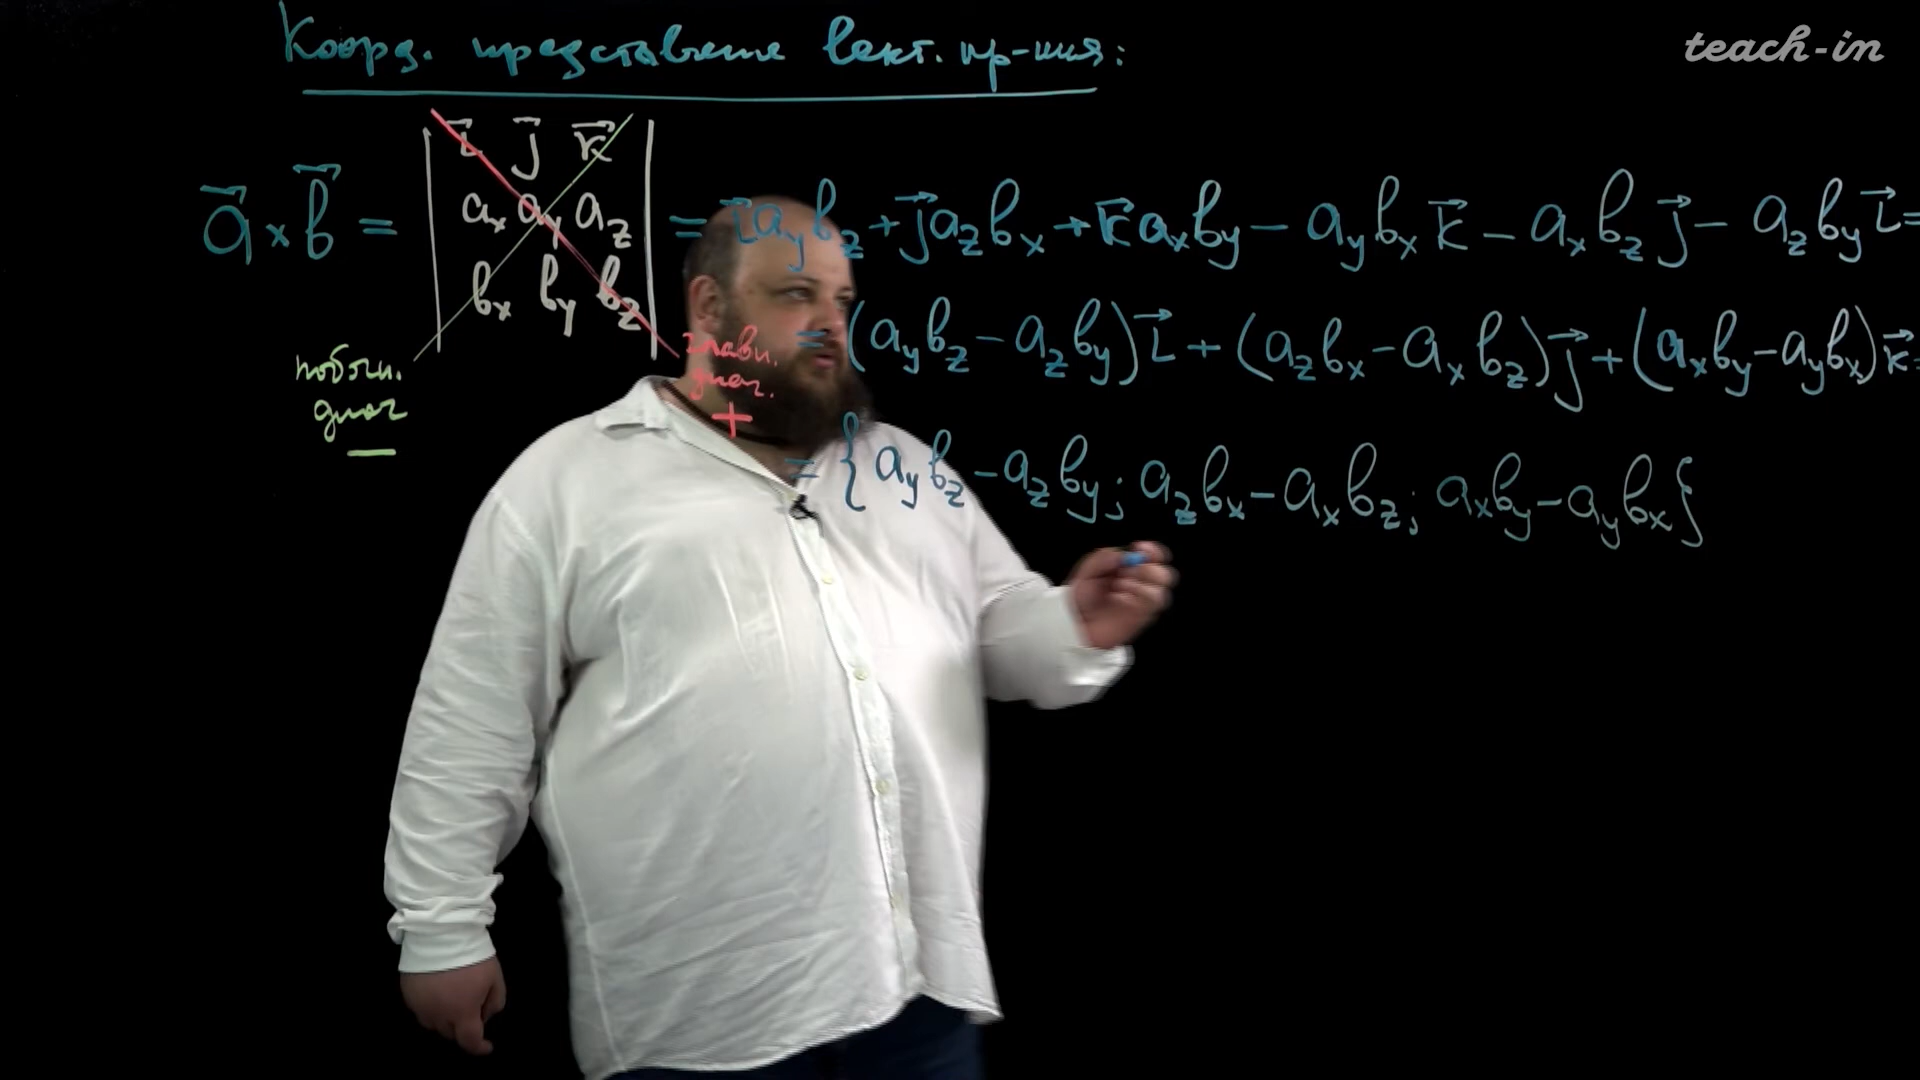 teach-in
Коорд. представление вект. пр-ния:
i⃗ j⃗ k⃗
a⃗ × b⃗ = | aₓ a_y a_z | = i⃗ a_y b_z + j⃗ a_z b_x + k⃗ a_x b_y − a_y b_x k⃗ − a_x b_z j⃗ − a_z b_y i⃗ =
b_x b_y b_z
= (a_y b_z − a_z b_y) i⃗ + (a_z b_x − a_x b_z) j⃗ + (a_x b_y − a_y b_x) k⃗ =
побочн.
диаг
—
главн.
диаг.
+
= { a_y b_z − a_z b_y ; a_z b_x − a_x b_z ; a_x b_y − a_y b_x }